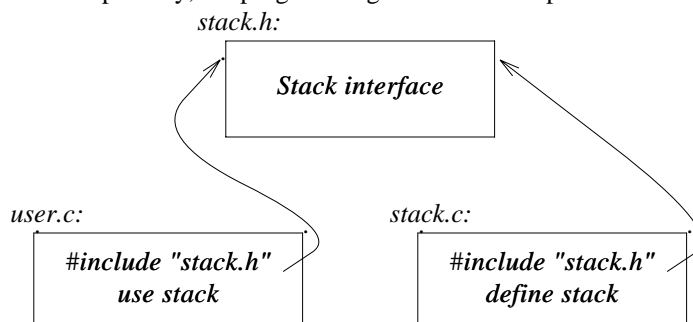 stack.h:
Stack interface
user.c:
stack.c:
#include "stack.h"
use stack
#include "stack.h"
define stack